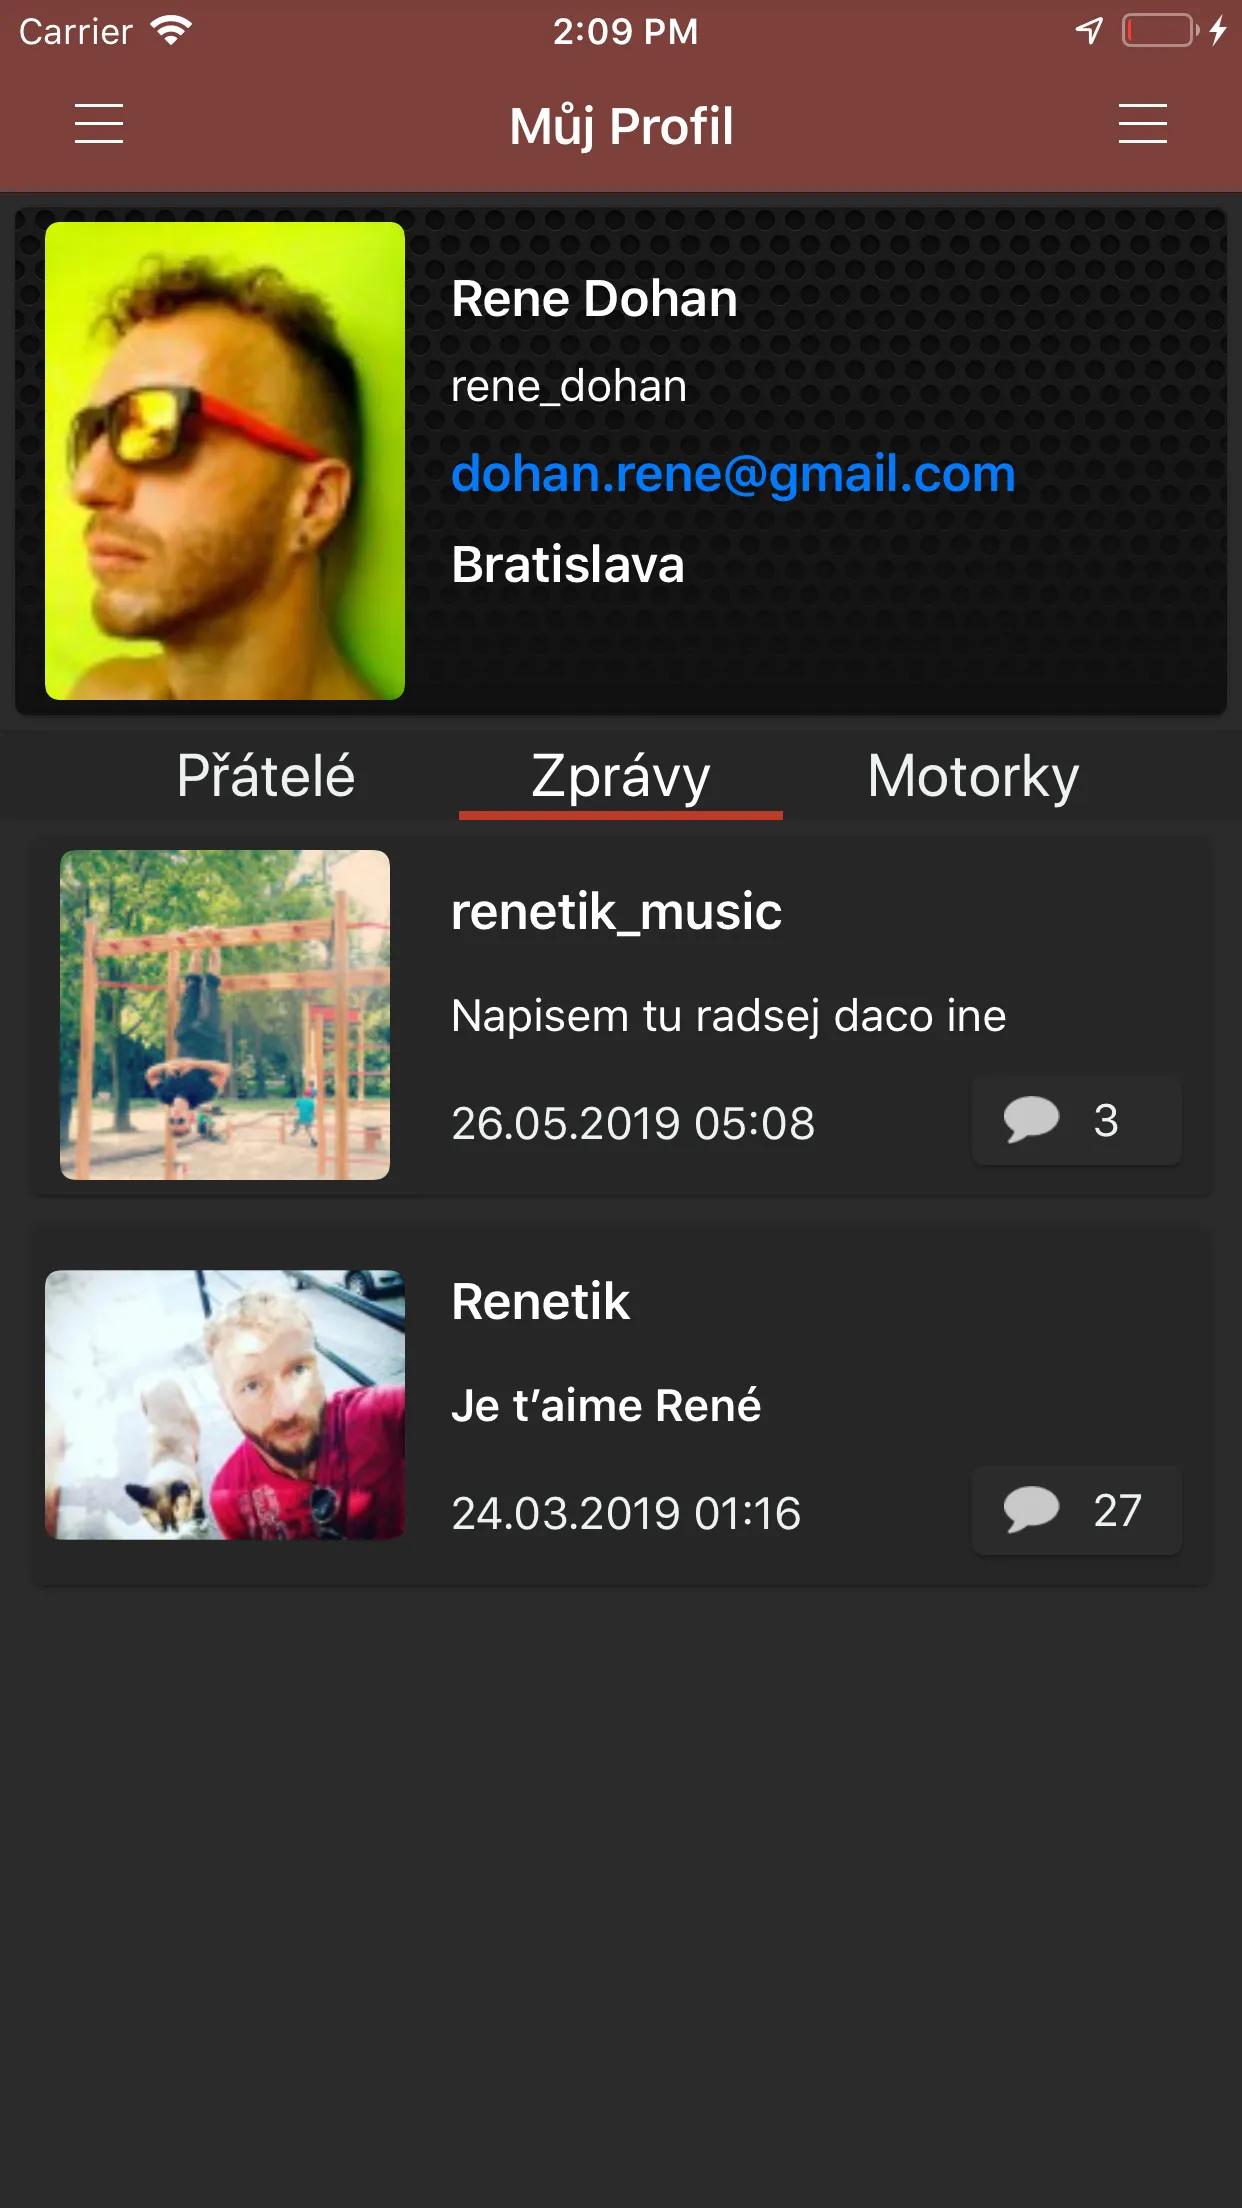 Carrier 2:09 PM
Můj Profil
Rene Dohan
rene_dohan
dohan.rene@gmail.com
Bratislava
Přátelé Zprávy Motorky
renetik_music
Napisem tu radsej daco ine
26.05.2019 05:08 3
Renetik
Je t’aime René
24.03.2019 01:16 27